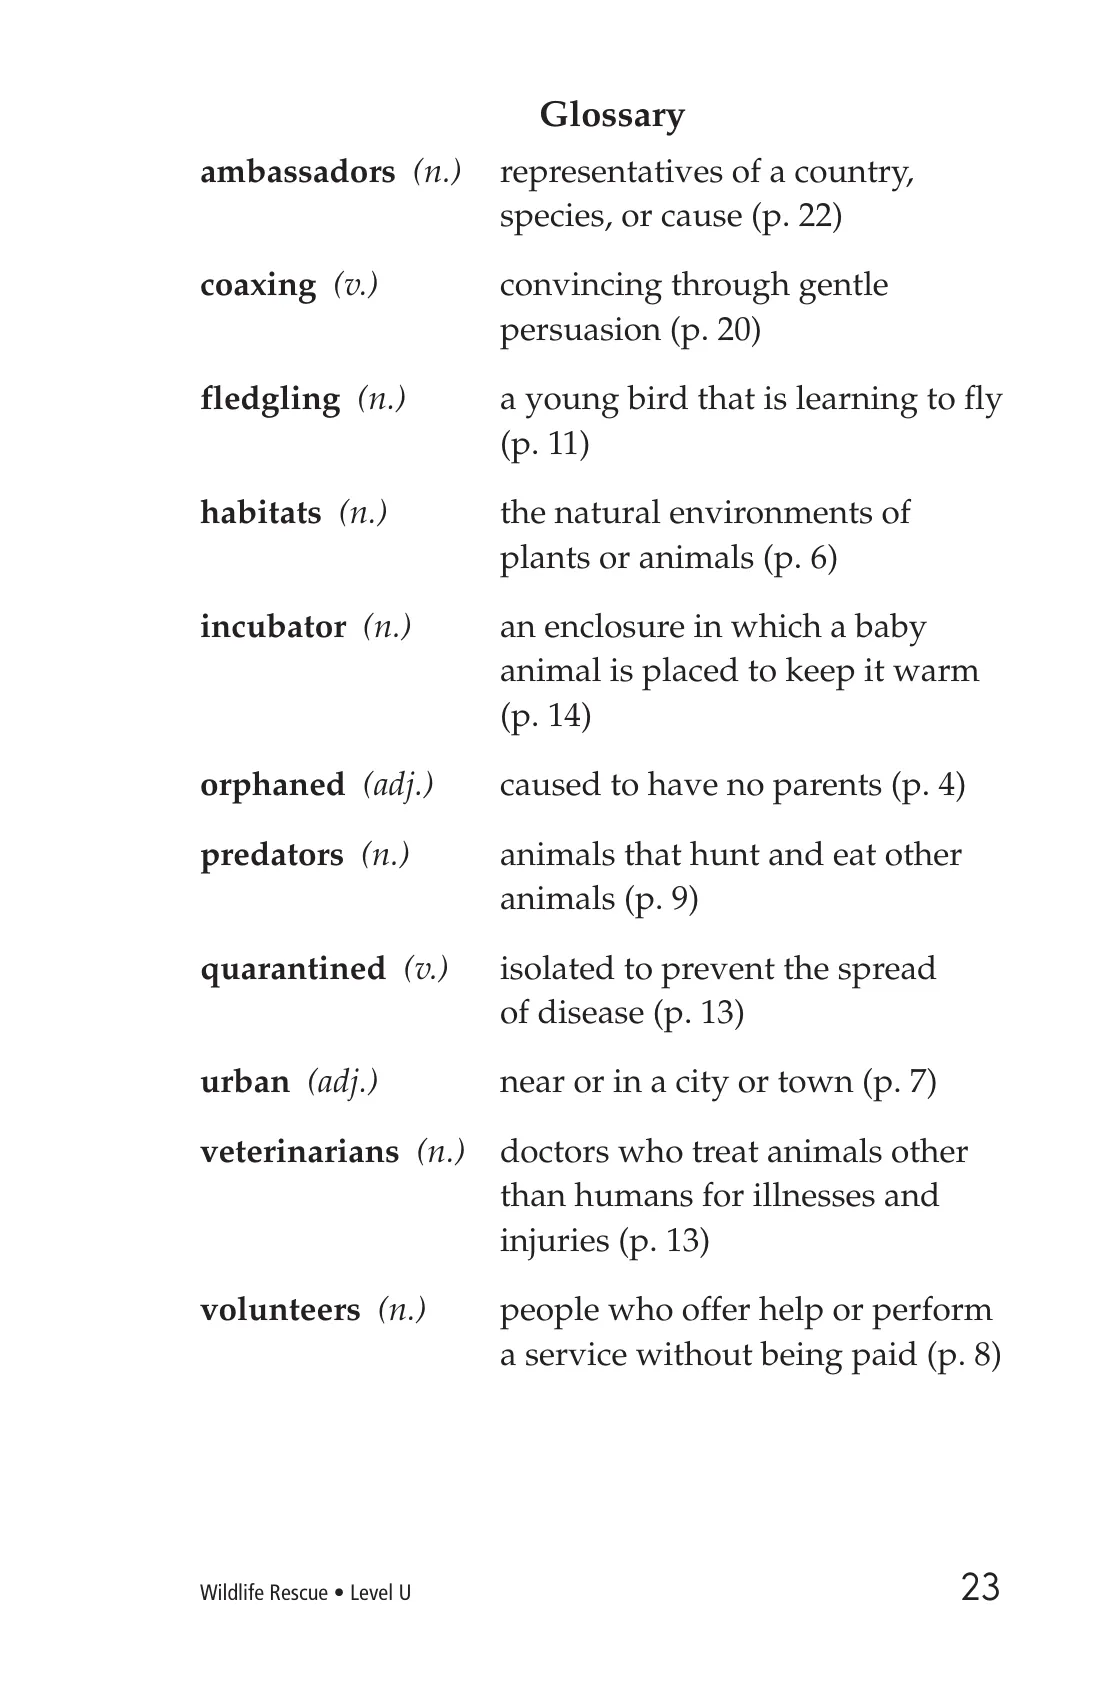 Glossary
ambassadors (n.) representatives of a country,
species, or cause (p. 22)
coaxing (v.) convincing through gentle
persuasion (p. 20)
fledgling (n.) a young bird that is learning to fly
(p. 11)
habitats (n.) the natural environments of
plants or animals (p. 6)
incubator (n.) an enclosure in which a baby
animal is placed to keep it warm
(p. 14)
orphaned (adj.) caused to have no parents (p. 4)
predators (n.) animals that hunt and eat other
animals (p. 9)
quarantined (v.) isolated to prevent the spread
of disease (p. 13)
urban (adj.) near or in a city or town (p. 7)
veterinarians (n.) doctors who treat animals other
than humans for illnesses and
injuries (p. 13)
volunteers (n.) people who offer help or perform
a service without being paid (p. 8)
Wildlife Rescue • Level U 23